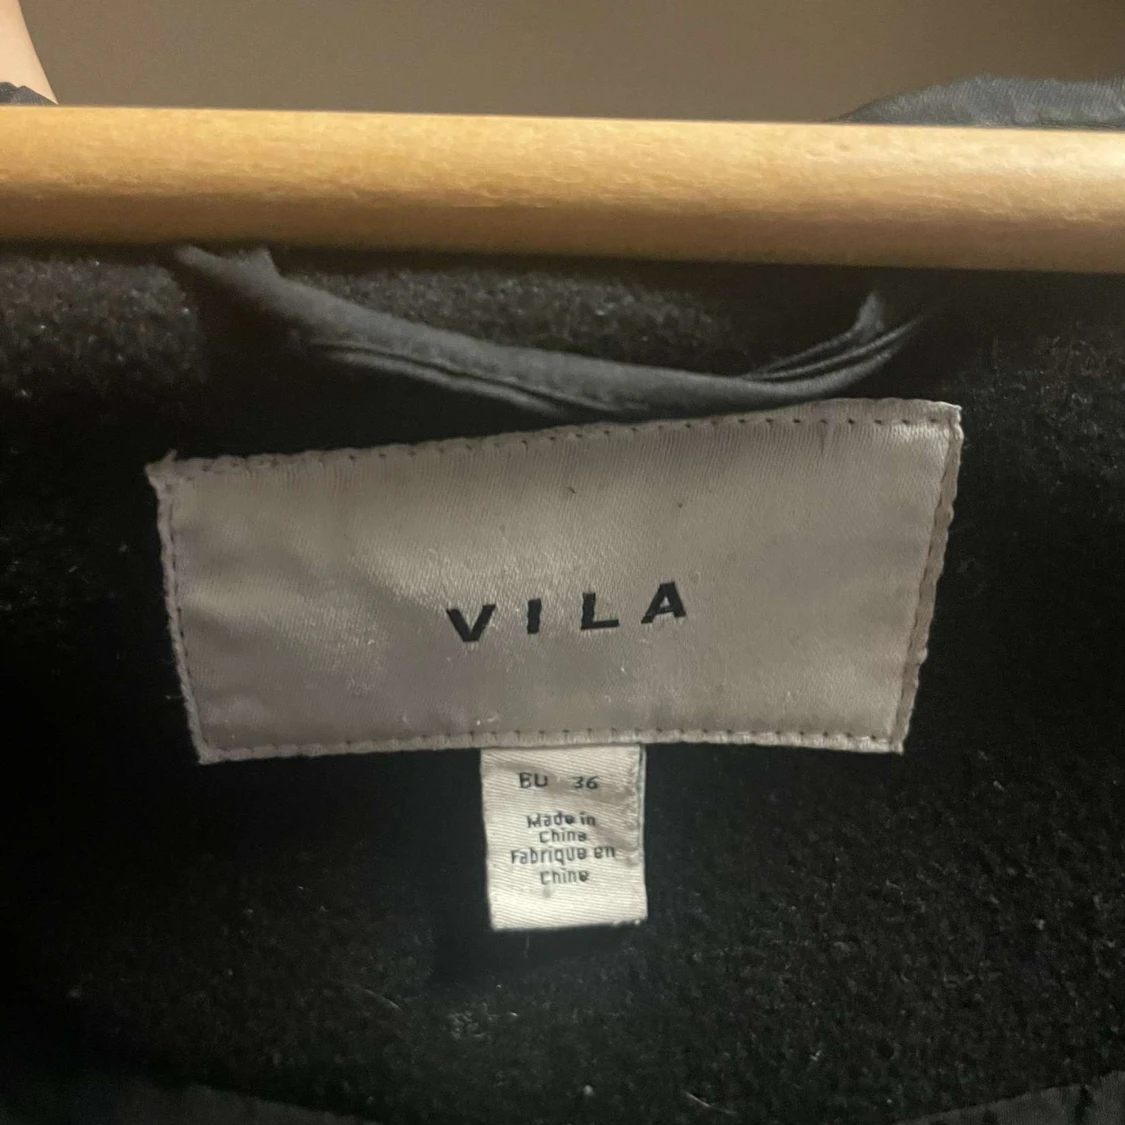 VILA
EU 36
Made in
China
Fabriqué en
Chine